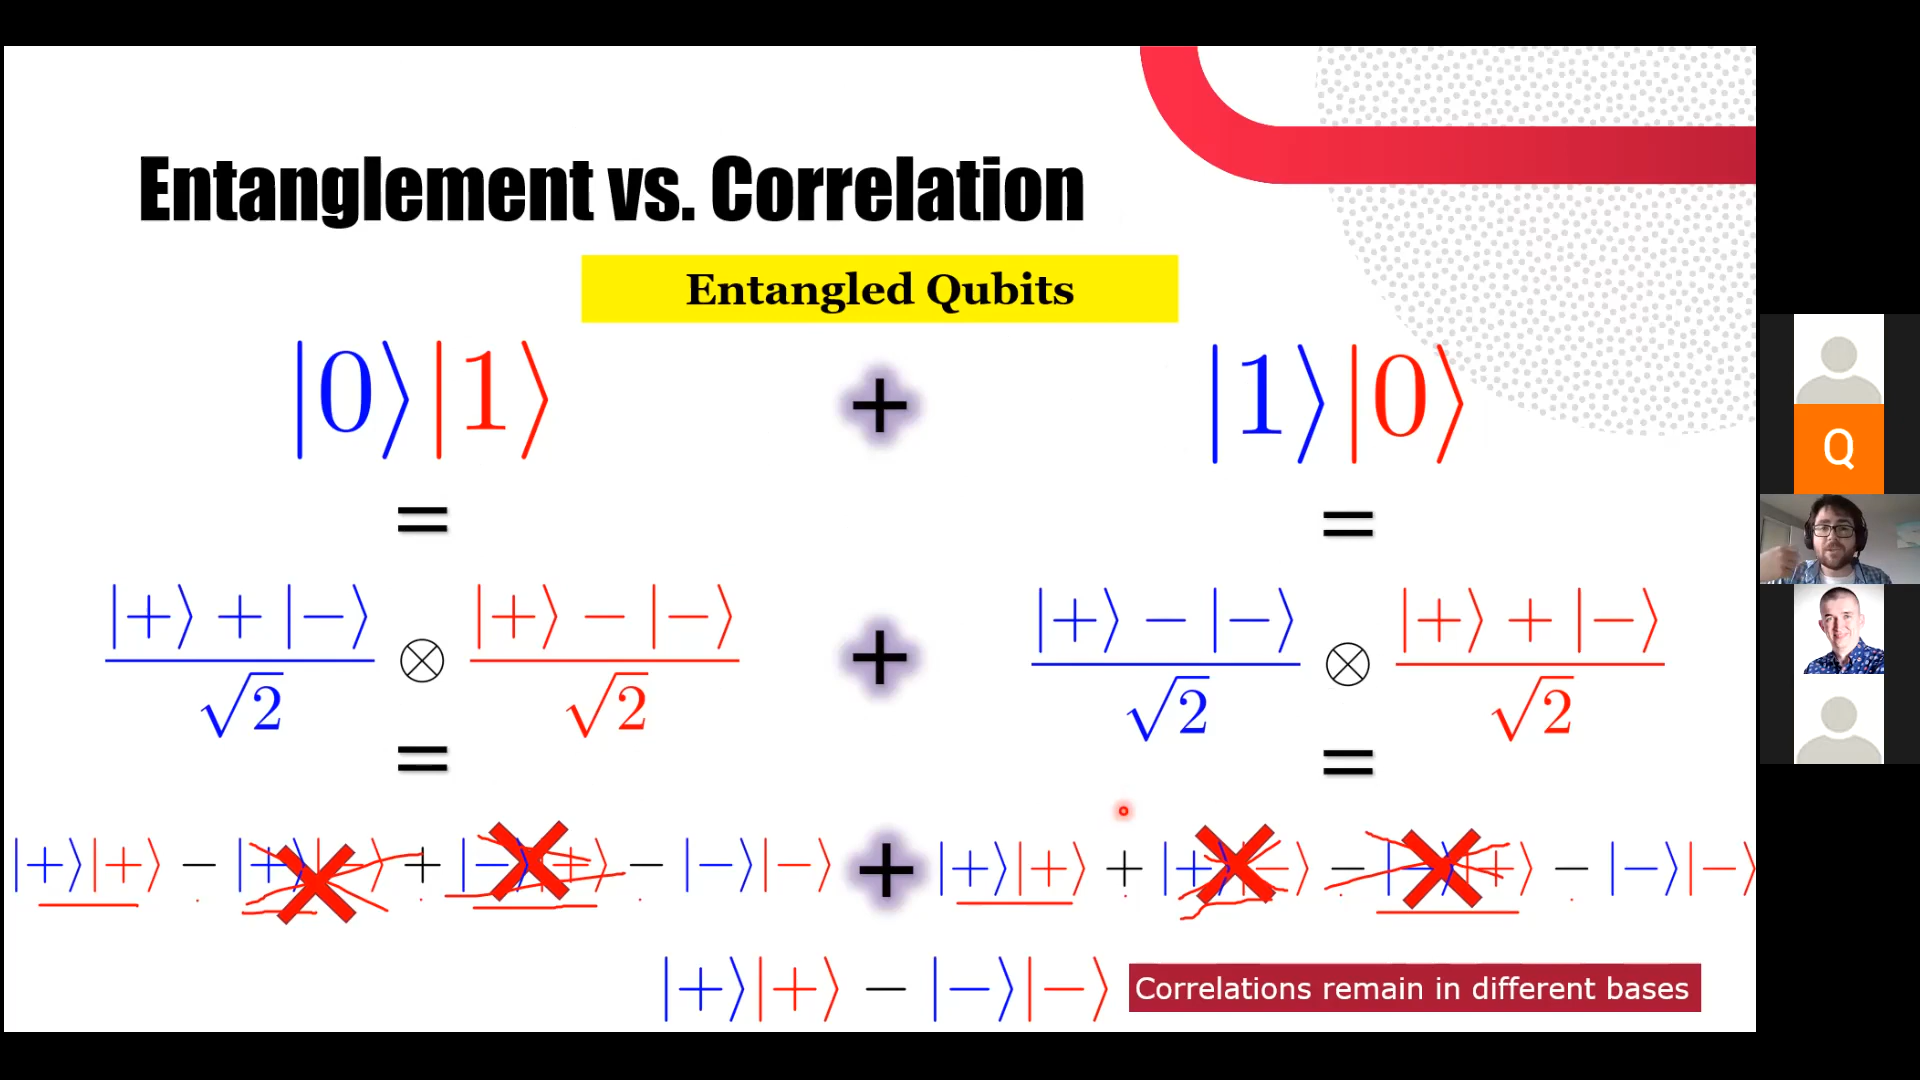 Entanglement vs. Correlation
Entangled Qubits
|0⟩|1⟩ + |1⟩|0⟩
= =
(|+⟩ + |−⟩)/√2 ⊗ (|+⟩ − |−⟩)/√2 + (|+⟩ − |−⟩)/√2 ⊗ (|+⟩ + |−⟩)/√2
= =
|+⟩|+⟩ − |+⟩|−⟩ + |−⟩|+⟩ − |−⟩|−⟩ + |+⟩|+⟩ + |+⟩|−⟩ − |−⟩|+⟩ − |−⟩|−⟩
|+⟩|+⟩ − |−⟩|−⟩
Correlations remain in different bases
Q